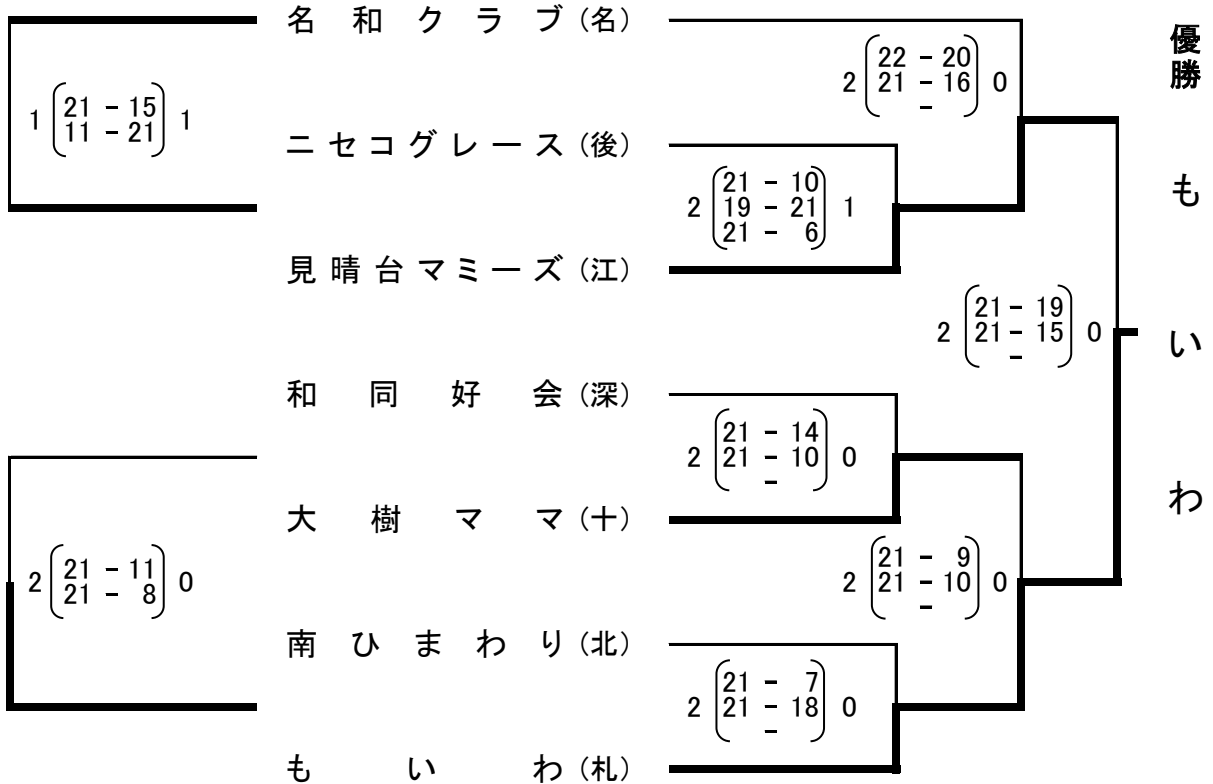 名和クラブ（名）
ニセコグレース（後）
見晴台マミーズ（江）
和同好会（深）
大樹ママ（十）
南ひまわり（北）
もいわ（札）
1 21 - 15 1
11 - 21
2 21 - 11 0
21 - 8
2 22 - 20 0
21 - 16
-
2 21 - 10 1
19 - 21
21 - 6
2 21 - 19 0
21 - 15
-
2 21 - 14 0
21 - 10
-
2 21 - 9 0
21 - 10
-
2 21 - 7 0
21 - 18
-
優勝
もいわ